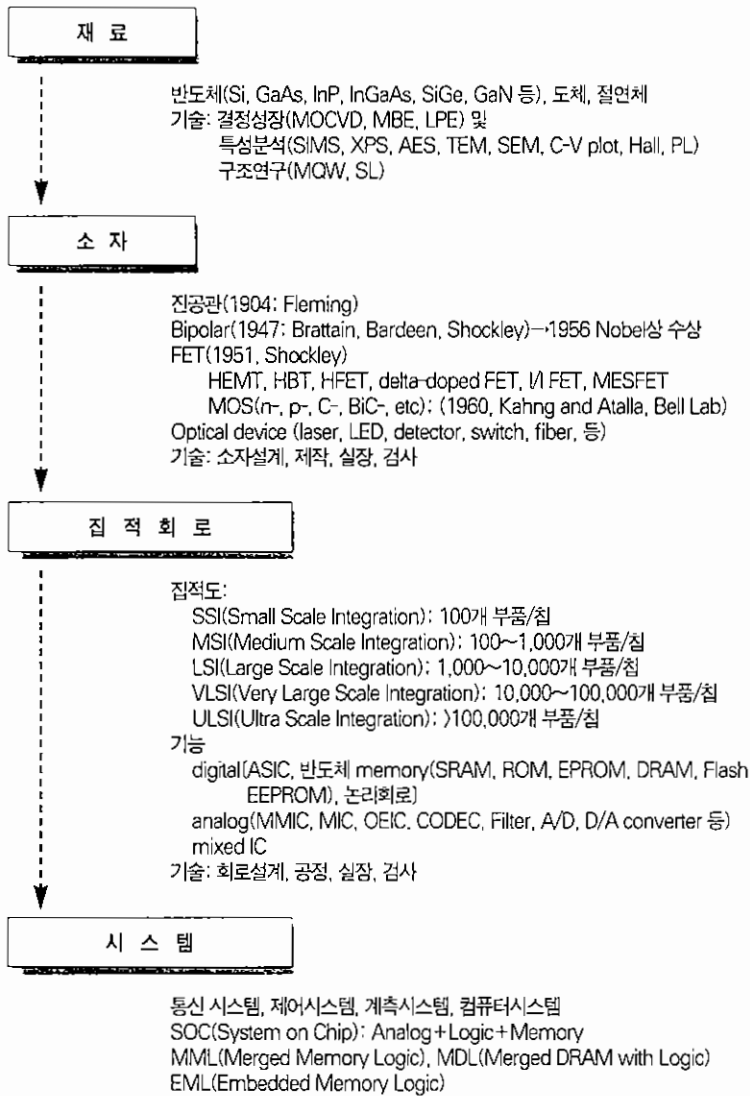 재 료
반도체(Si, GaAs, InP, InGaAs, SiGe, GaN 등), 도체, 절연체
기술: 결정성장(MOCVD, MBE, LPE) 및
특성분석(SIMS, XPS, AES, TEM, SEM, C-V plot, Hall, PL)
구조연구(MQW, SL)
소 자
진공관(1904: Fleming)
Bipolar(1947: Brattain, Bardeen, Shockley)→1956 Nobel상 수상
FET(1951, Shockley)
HEMT, HBT, HFET, delta-doped FET, I/I FET, MESFET
MOS(n-, p-, C-, BiC-, etc): (1960, Kahng and Atalla, Bell Lab)
Optical device (laser, LED, detector, switch, fiber, 등)
기술: 소자설계, 제작, 실장, 검사
집 적 회 로
집적도:
SSI(Small Scale Integration): 100개 부품/칩
MSI(Medium Scale Integration): 100~1,000개 부품/칩
LSI(Large Scale Integration): 1,000~10,000개 부품/칩
VLSI(Very Large Scale Integration): 10,000~100,000개 부품/칩
ULSI(Ultra Scale Integration): >100,000개 부품/칩
기능
digital[ASIC, 반도체 memory(SRAM, ROM, EPROM, DRAM, Flash
EEPROM), 논리회로]
analog(MMIC, MIC, OEIC, CODEC, Filter, A/D, D/A converter 등)
mixed IC
기술: 회로설계, 공정, 실장, 검사
시 스 템
통신 시스템, 제어시스템, 계측시스템, 컴퓨터시스템
SOC(System on Chip): Analog+Logic+Memory
MML(Merged Memory Logic), MDL(Merged DRAM with Logic)
EML(Embedded Memory Logic)